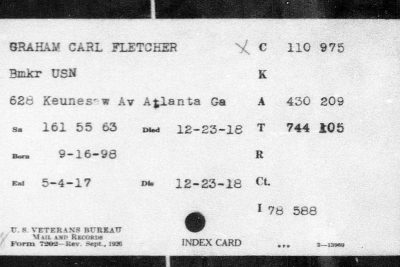 GRAHAM CARL FLETCHER X C 110 975
Bmkr USN K
628 Keunesaw Av Atlanta Ga A 430 209
Sn 161 55 63 Died 12-23-18 T 744 105
Born 9-16-98 R
Enl 5-4-17 Dis 12-23-18 Ct.
I 78 588
U. S. VETERANS BUREAU
MAIL AND RECORDS
Form 7202—Rev. Sept., 1926 INDEX CARD 2—13969